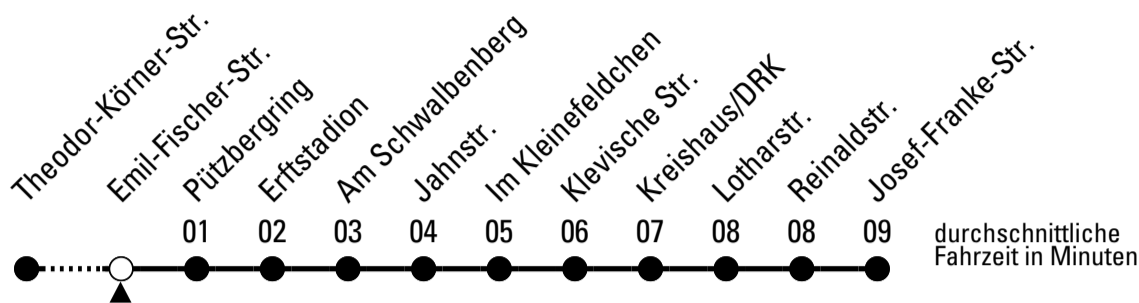 Theodor-Körner-Str.
Emil-Fischer-Str.
Pützbergring
Erftstadion
Am Schwalbenberg
Jahnstr.
Im Kleinefeldchen
Klevische Str.
Kreishaus/DRK
Lotharstr.
Reinaldstr.
Josef-Franke-Str.
01 02 03 04 05 06 07 08 08 09
durchschnittliche
Fahrzeit in Minuten